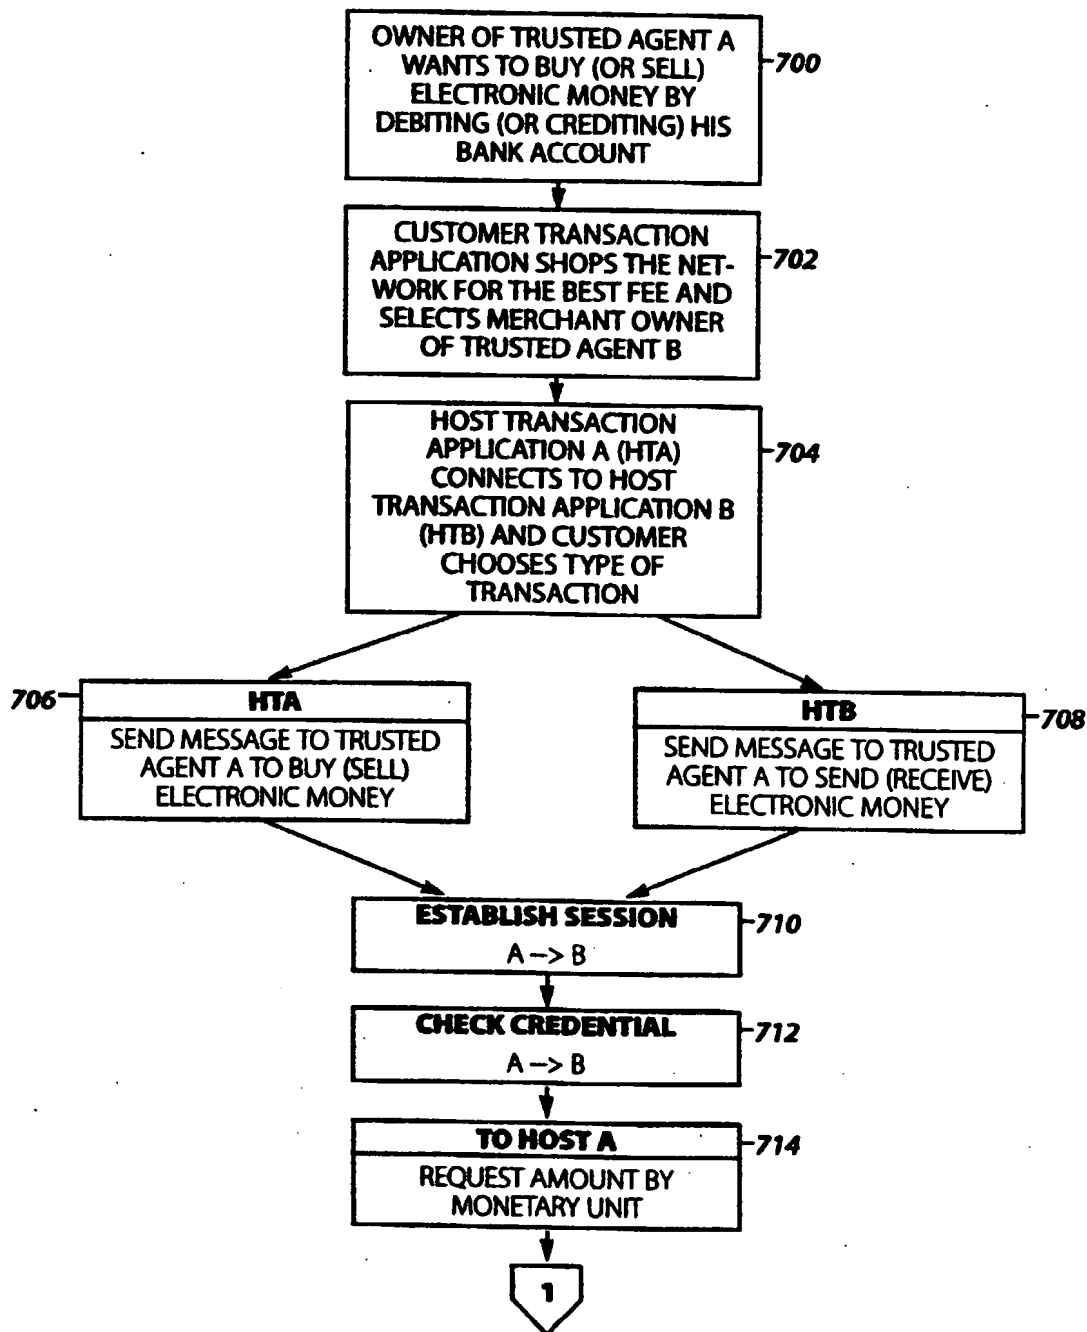 OWNER OF TRUSTED AGENT A
WANTS TO BUY (OR SELL)
ELECTRONIC MONEY BY
DEBITING (OR CREDITING) HIS
BANK ACCOUNT
700
CUSTOMER TRANSACTION
APPLICATION SHOPS THE NET-
WORK FOR THE BEST FEE AND
SELECTS MERCHANT OWNER
OF TRUSTED AGENT B
702
HOST TRANSACTION
APPLICATION A (HTA)
CONNECTS TO HOST
TRANSACTION APPLICATION B
(HTB) AND CUSTOMER
CHOOSES TYPE OF
TRANSACTION
704
706
HTA
SEND MESSAGE TO TRUSTED
AGENT A TO BUY (SELL)
ELECTRONIC MONEY
HTB
708
SEND MESSAGE TO TRUSTED
AGENT A TO SEND (RECEIVE)
ELECTRONIC MONEY
ESTABLISH SESSION
710
A --> B
CHECK CREDENTIAL
712
A --> B
TO HOST A
714
REQUEST AMOUNT BY
MONETARY UNIT
1